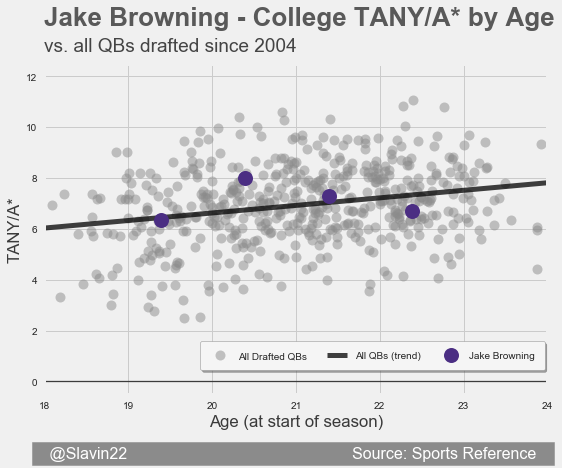 Jake Browning - College TANY/A* by Age
vs. all QBs drafted since 2004
12
10
8
6
4
2
0
TANY/A*
All Drafted QBs
All QBs (trend)
Jake Browning
18
19
20
21
22
23
24
Age (at start of season)
@Slavin22
Source: Sports Reference